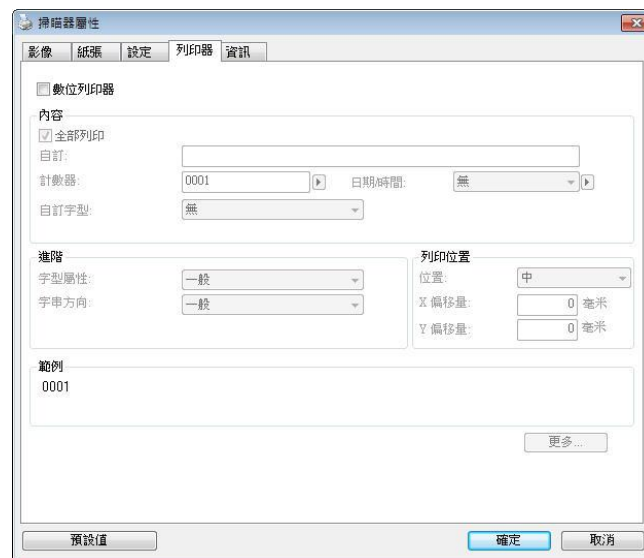 掃瞄器屬性
影像 紙張 設定 列印器 資訊
數位列印器
內容
全部列印
自訂:
計數器: 0001 日期/時間: 無
自訂字型: 無
進階
字型屬性: 一般
字串方向: 一般
列印位置
位置: 中
X 偏移量: 0 毫米
Y 偏移量: 0 毫米
範例
0001
更多...
預設值 確定 取消